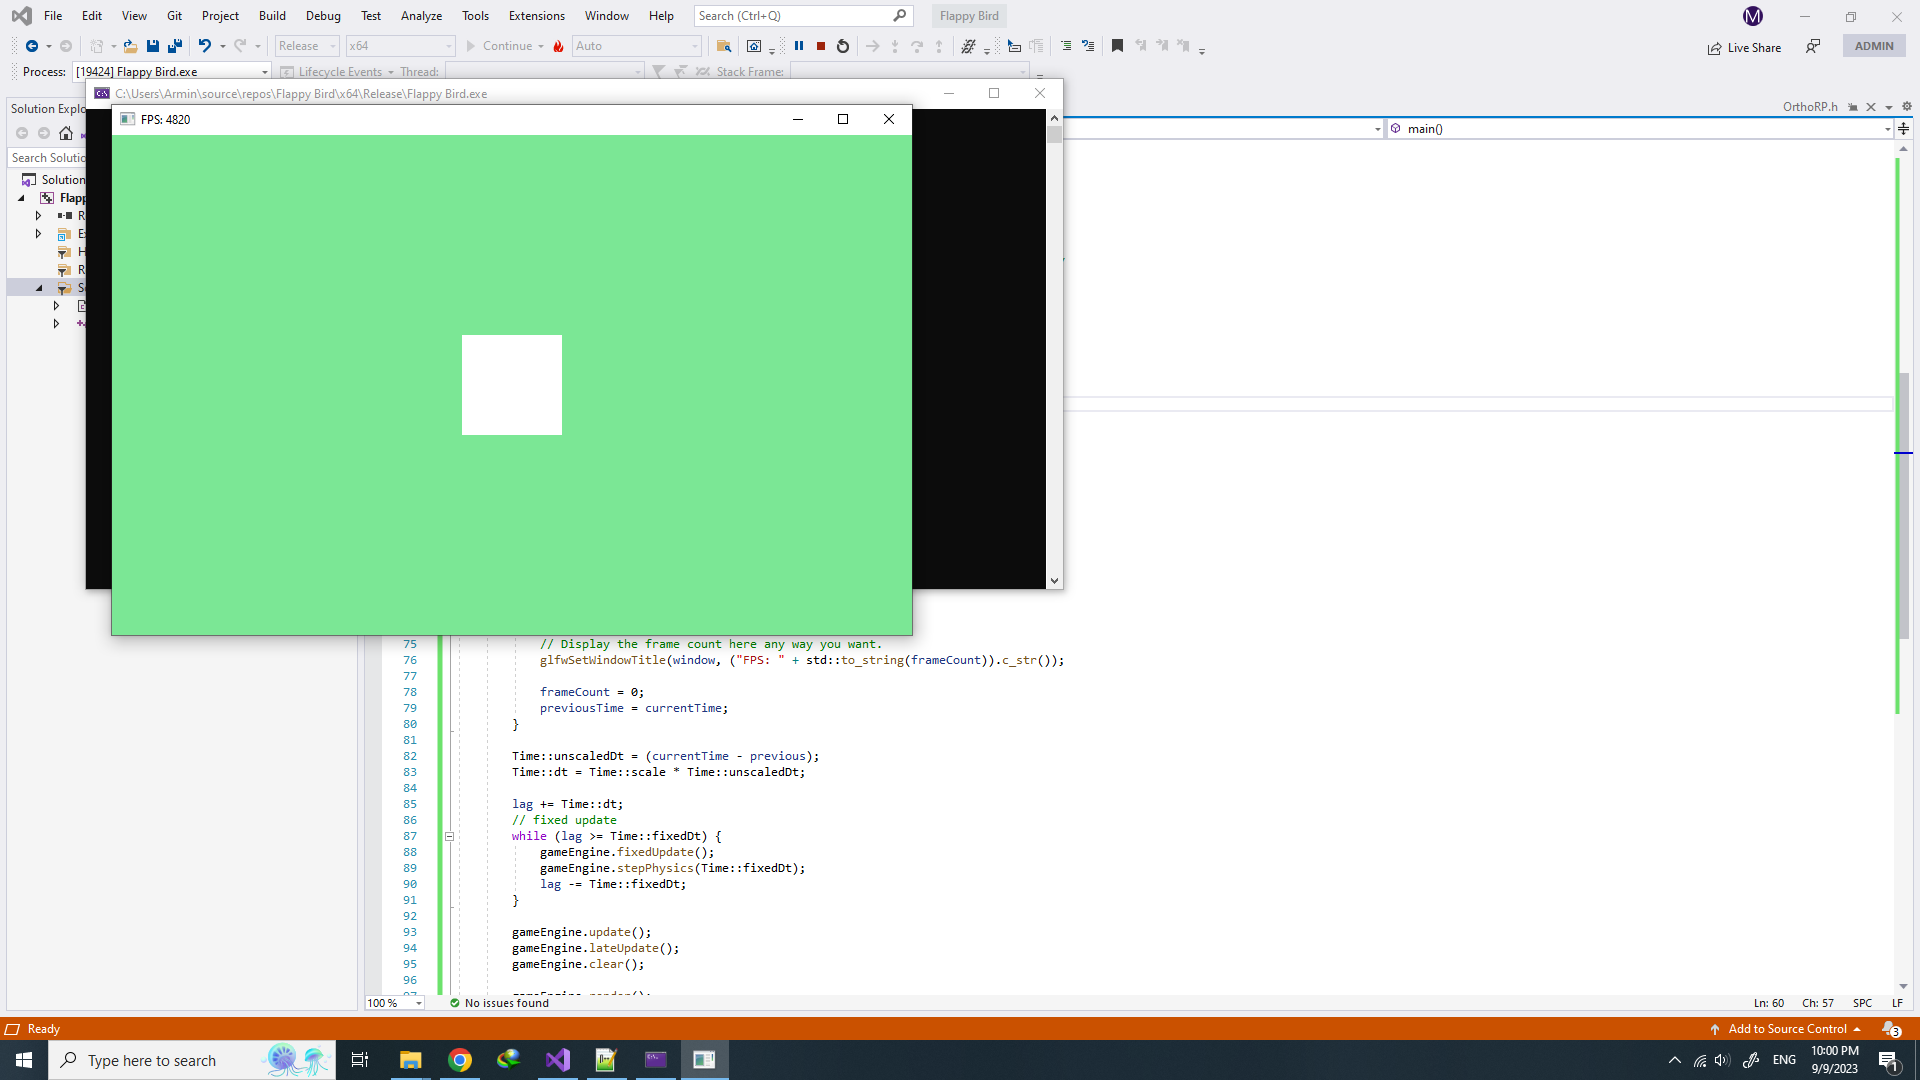 File Edit View Git Project Build Debug Test Analyze Tools Extensions Window Help Search (Ctrl+Q) Flappy Bird M
Release x64 Continue Auto Live Share ADMIN
Process: [19424] Flappy Bird.exe Lifecycle Events Thread: Stack Frame:
C:\Users\Armin\source\repos\Flappy Bird\x64\Release\Flappy Bird.exe
Solution Explo OrthoRP.h
FPS: 4820
main()
Search Solutio
Solution
Flapp
R
E
H
R
S
75 // Display the frame count here any way you want.
76 glfwSetWindowTitle(window, ("FPS: " + std::to_string(frameCount)).c_str());
77
78 frameCount = 0;
79 previousTime = currentTime;
80 }
81
82 Time::unscaledDt = (currentTime - previous);
83 Time::dt = Time::scale * Time::unscaledDt;
84
85 lag += Time::dt;
86 // fixed update
87 while (lag >= Time::fixedDt) {
88 gameEngine.fixedUpdate();
89 gameEngine.stepPhysics(Time::fixedDt);
90 lag -= Time::fixedDt;
91 }
92
93 gameEngine.update();
94 gameEngine.lateUpdate();
95 gameEngine.clear();
96
100 % No issues found Ln: 60 Ch: 57 SPC LF
Ready Add to Source Control 3
Type here to search ENG 10:00 PM 1
9/9/2023